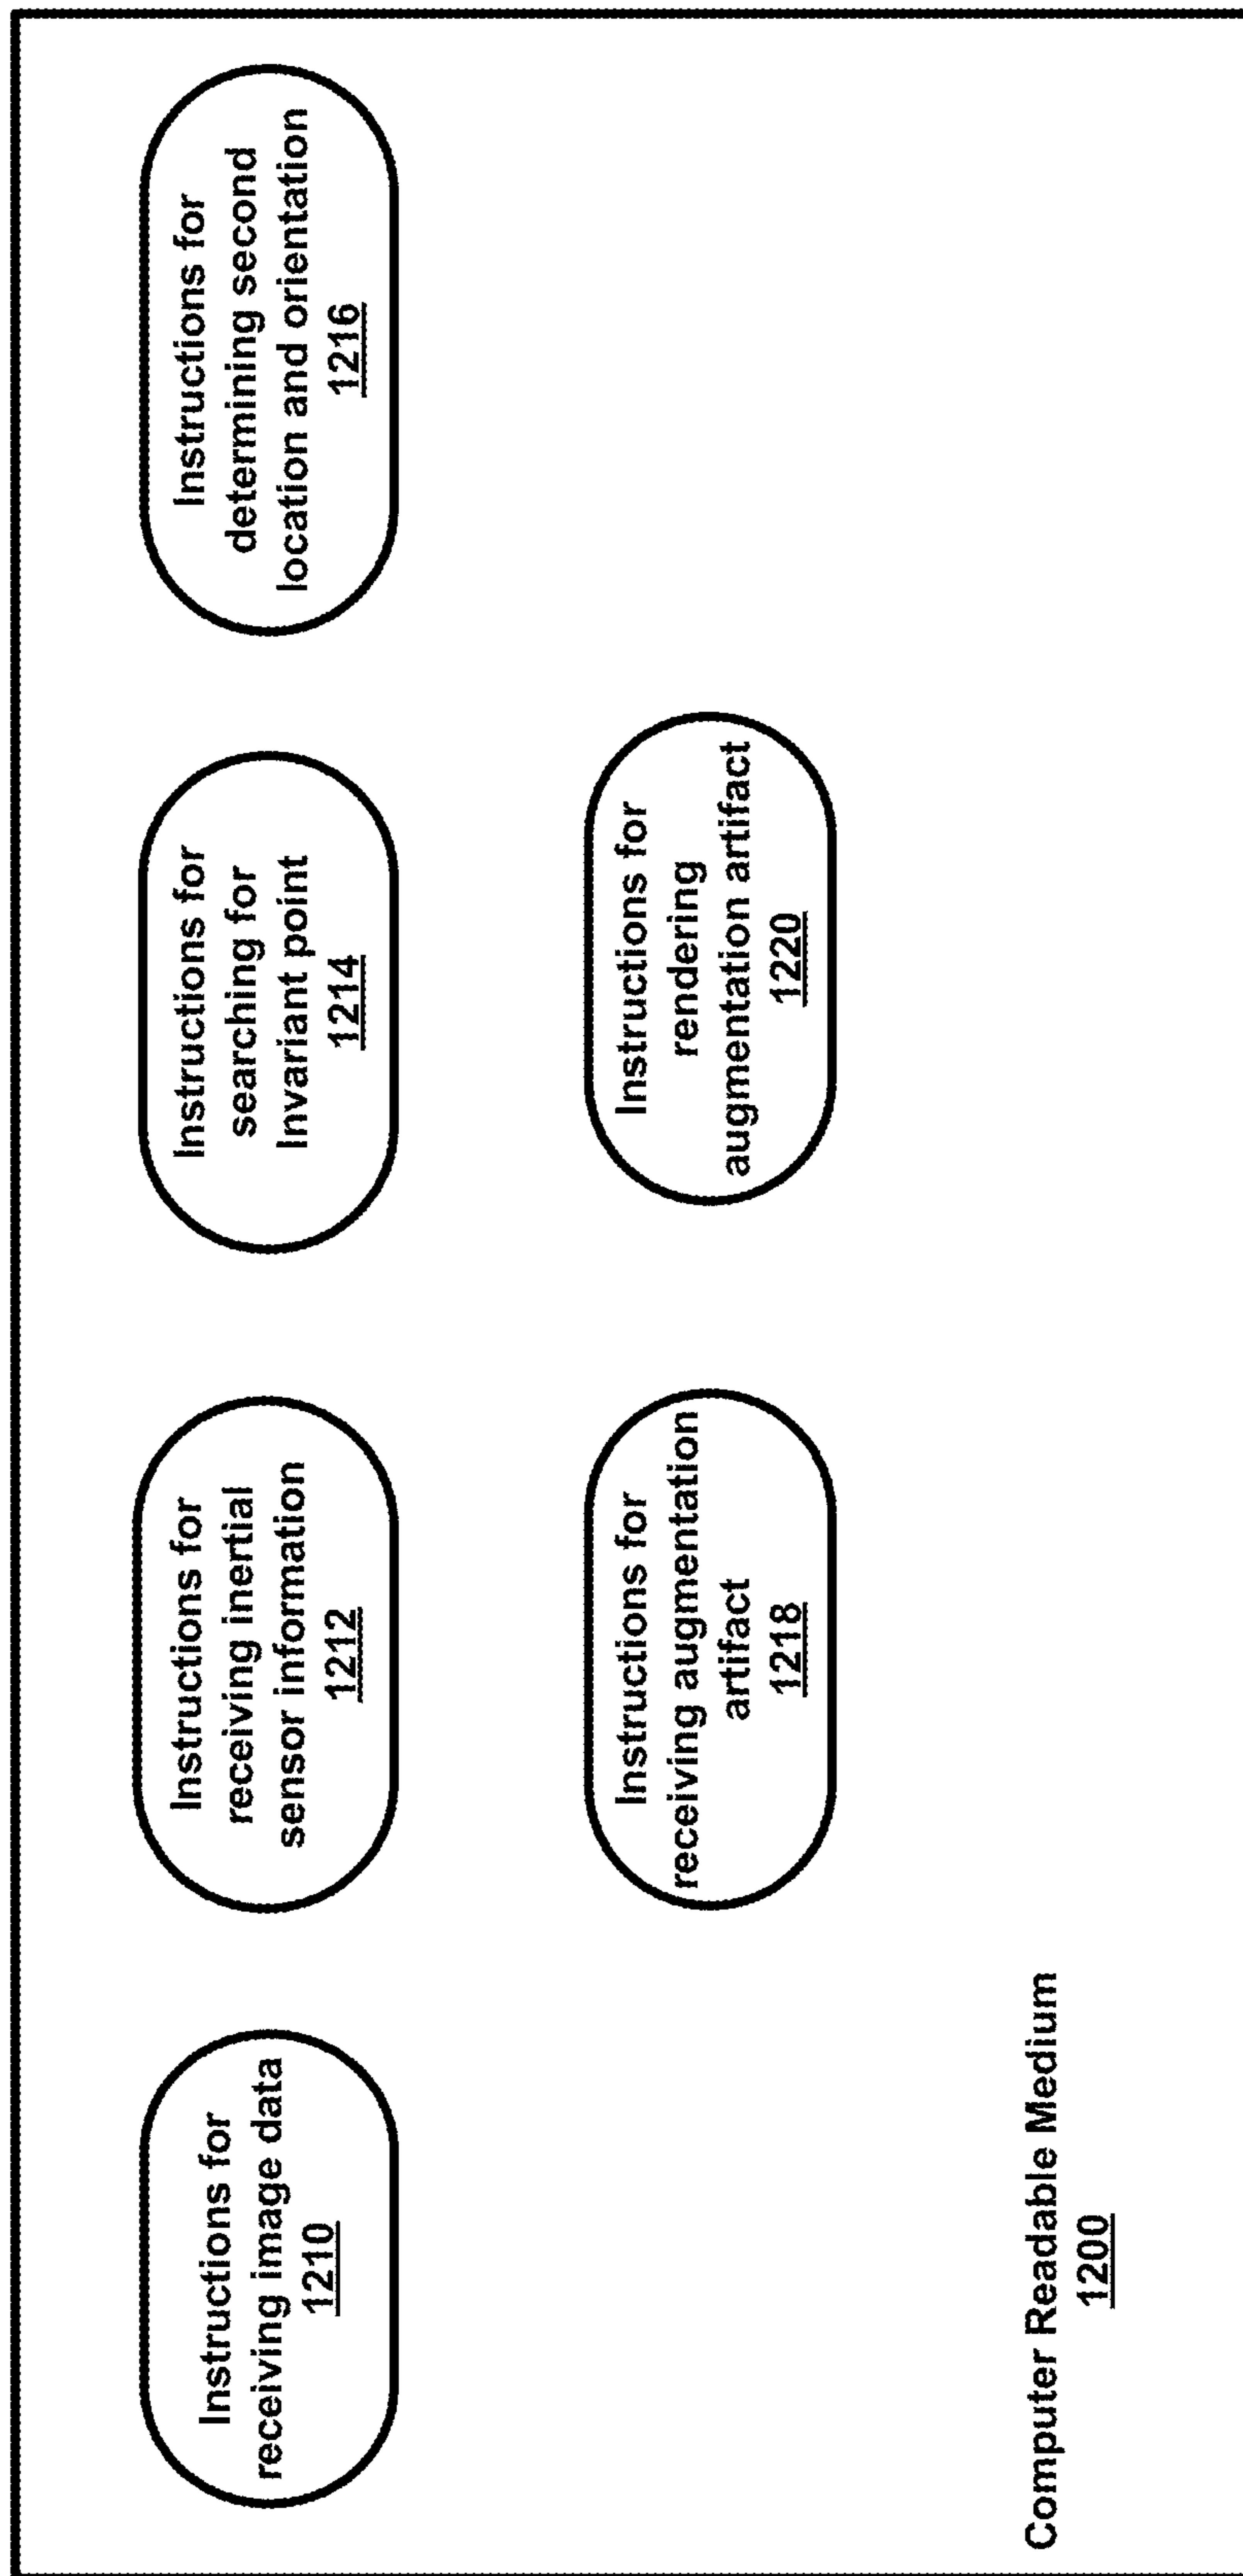 Instructions for
receiving image data
1210
Instructions for
receiving inertial
sensor information
1212
Instructions for
searching for
Invariant point
1214
Instructions for
determining second
location and orientation
1216
Instructions for
receiving augmentation
artifact
1218
Instructions for
rendering
augmentation artifact
1220
Computer Readable Medium
1200